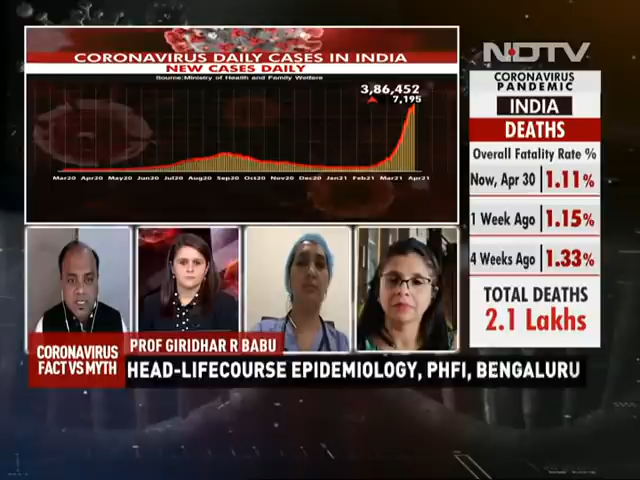 CORONAVIRUS DAILY CASES IN INDIA
NEW CASES DAILY
Source:Ministry of Health and Family Welfare
3,86,452
7,195
Mar20 Apr20 May20 Jun20 Jul20 Aug20 Sep20 Oct20 Nov20 Dec20 Jan21 Feb21 Mar21 Apr21
NDTV
CORONAVIRUS
PANDEMIC
INDIA
DEATHS
Overall Fatality Rate %
Now, Apr 30 1.11%
1 Week Ago 1.15%
4 Weeks Ago 1.33%
TOTAL DEATHS
2.1 Lakhs
CORONAVIRUS
FACT VS MYTH
PROF GIRIDHAR R BABU
HEAD-LIFECOURSE EPIDEMIOLOGY, PHFI, BENGALURU